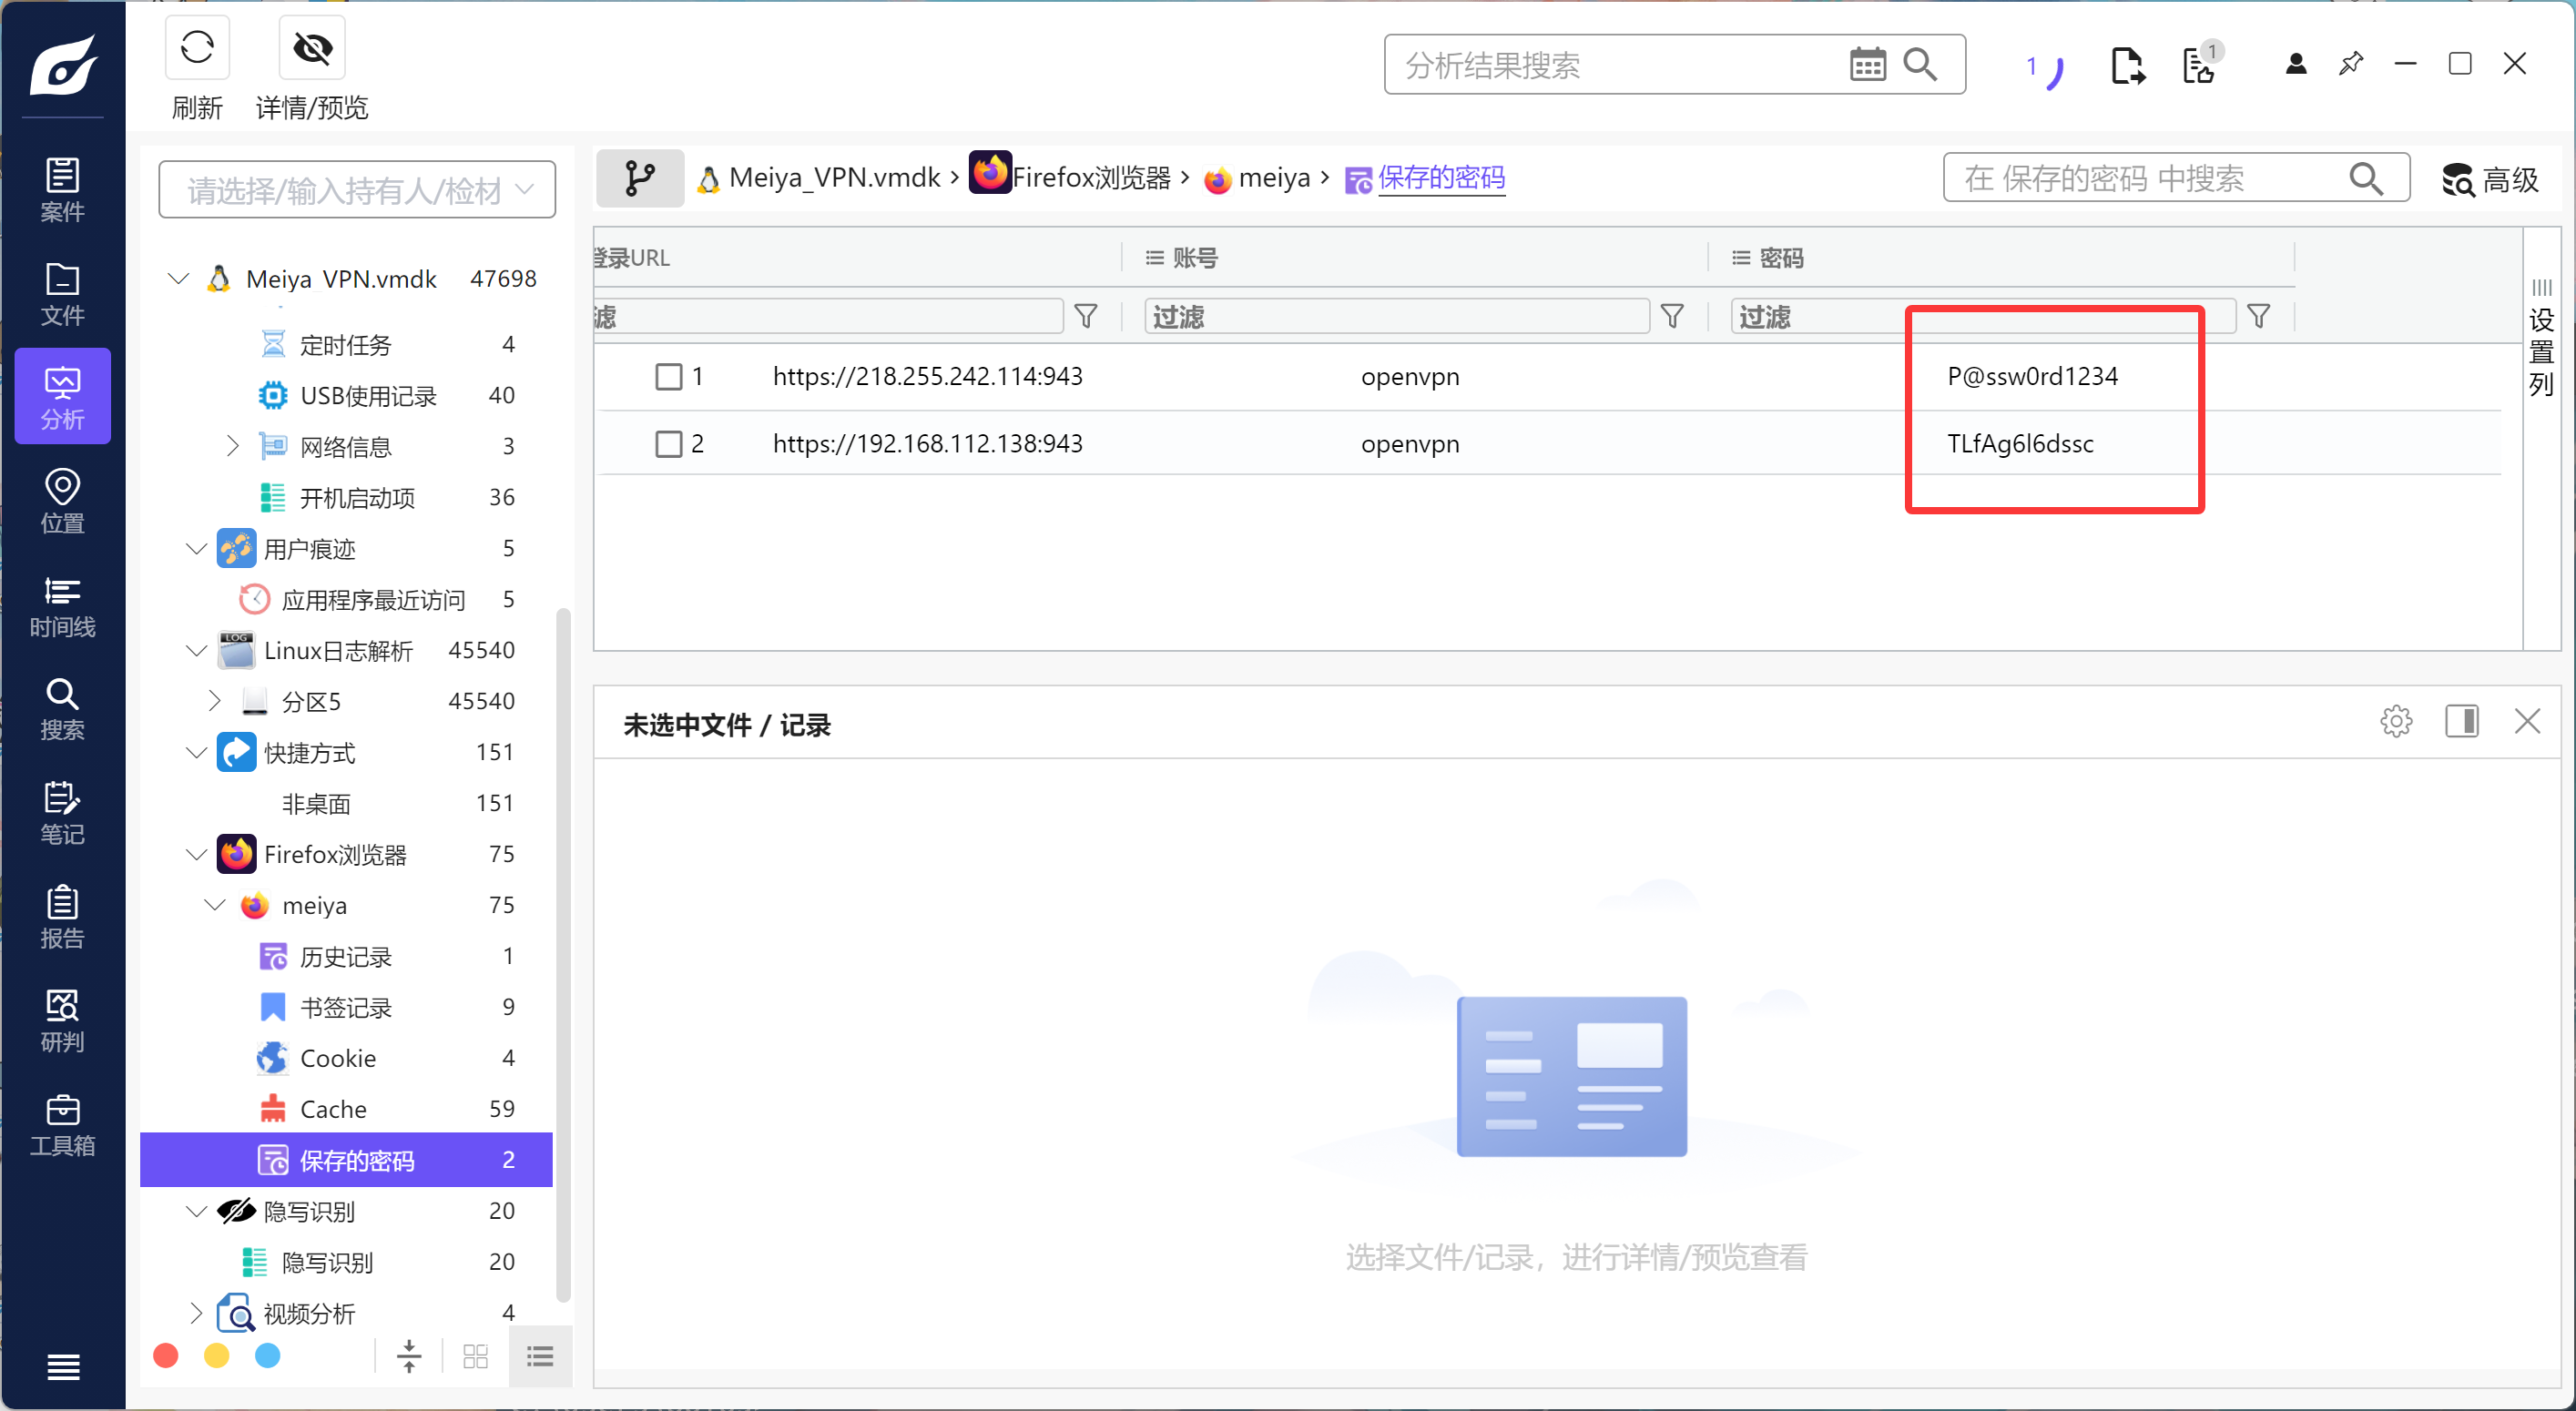 刷新
详情/预览
分析结果搜索
1
1
案件
文件
分析
位置
时间线
搜索
笔记
报告
研判
工具箱
请选择/输入持有人/检材
Meiya_VPN.vmdk 47698
定时任务 4
USB使用记录 40
网络信息 3
开机启动项 36
用户痕迹 5
应用程序最近访问 5
LOG
Linux日志解析 45540
分区5 45540
快捷方式 151
非桌面 151
Firefox浏览器 75
meiya 75
历史记录 1
书签记录 9
Cookie 4
Cache 59
保存的密码 2
隐写识别 20
隐写识别 20
视频分析 4
Meiya_VPN.vmdk › Firefox浏览器 › meiya › 保存的密码
在 保存的密码 中搜索
高级
登录URL 账号 密码
滤 过滤 过滤
1 https://218.255.242.114:943 openvpn P@ssw0rd1234
2 https://192.168.112.138:943 openvpn TLfAg6l6dssc
设置列
未选中文件 / 记录
选择文件/记录，进行详情/预览查看